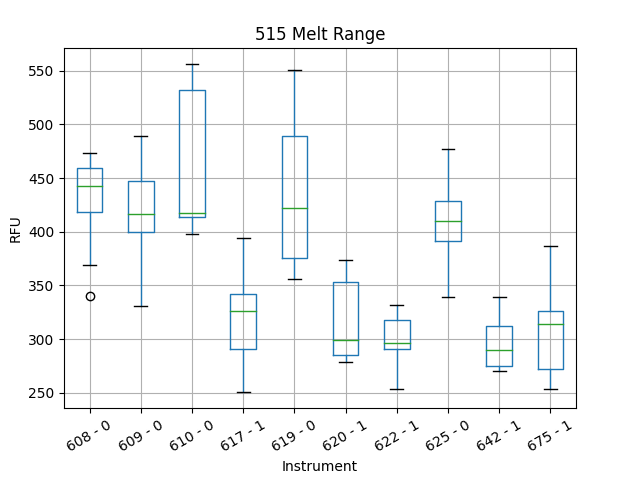 515 Melt Range
RFU
550
500
450
400
350
300
250
608 - 0
609 - 0
610 - 0
617 - 1
619 - 0
620 - 1
622 - 1
625 - 0
642 - 1
675 - 1
Instrument